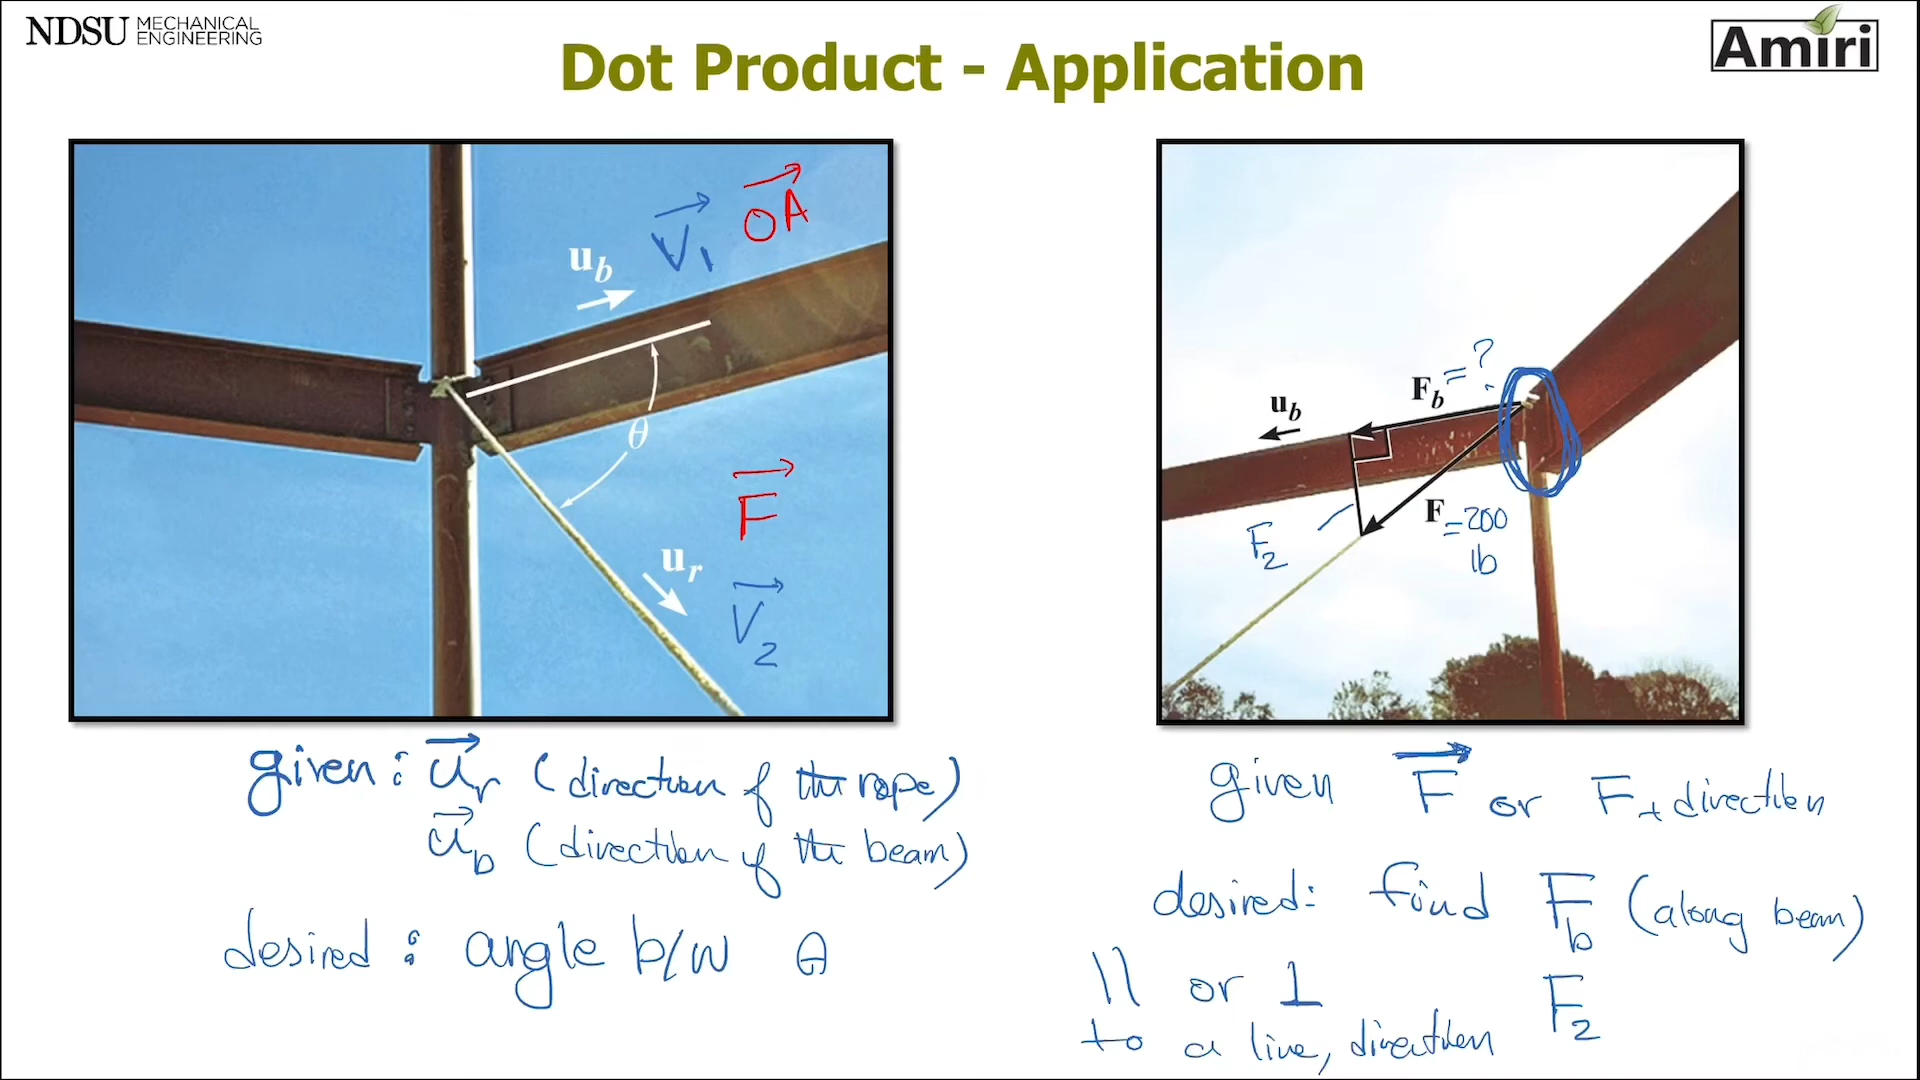 NDSU MECHANICAL ENGINEERING
Dot Product - Application
Amiri
V₁ OA
u_b
θ
F
u_r
V₂
F_b = ?
u_b
F = 200 lb
F₂
given : u_r (direction of the rope)
u_b (direction of the beam)
desired : angle b/w θ
given F or F + direction
desired: find F_b (along beam)
|| or ⊥ F₂
to a line, direction